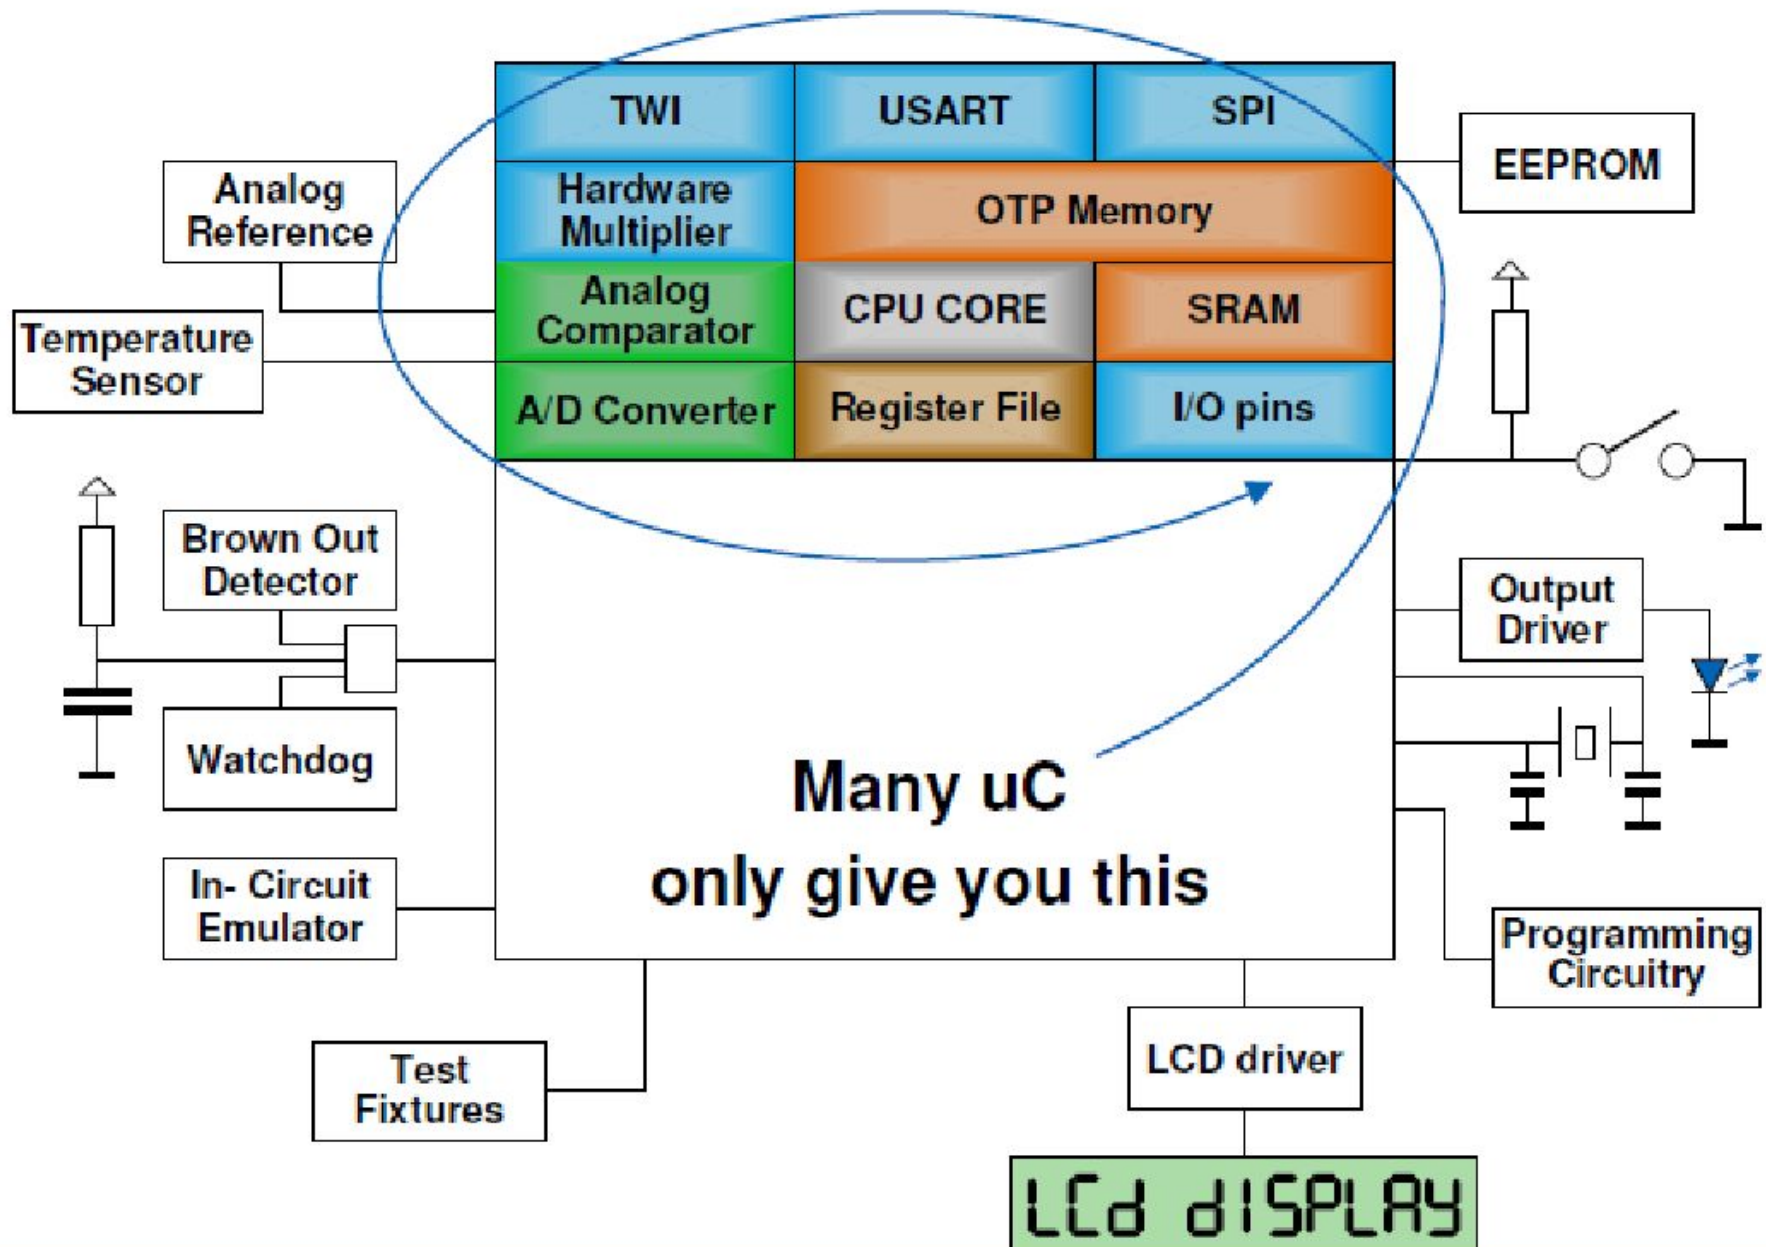 TWI
USART
SPI
EEPROM
Analog
Reference
Hardware
Multiplier
OTP Memory
Analog
Comparator
CPU CORE
SRAM
Temperature
Sensor
A/D Converter
Register File
I/O pins
Brown Out
Detector
Output
Driver
Watchdog
Many uC
only give you this
In- Circuit
Emulator
Programming
Circuitry
Test
Fixtures
LCD driver
LCd dISPLAY